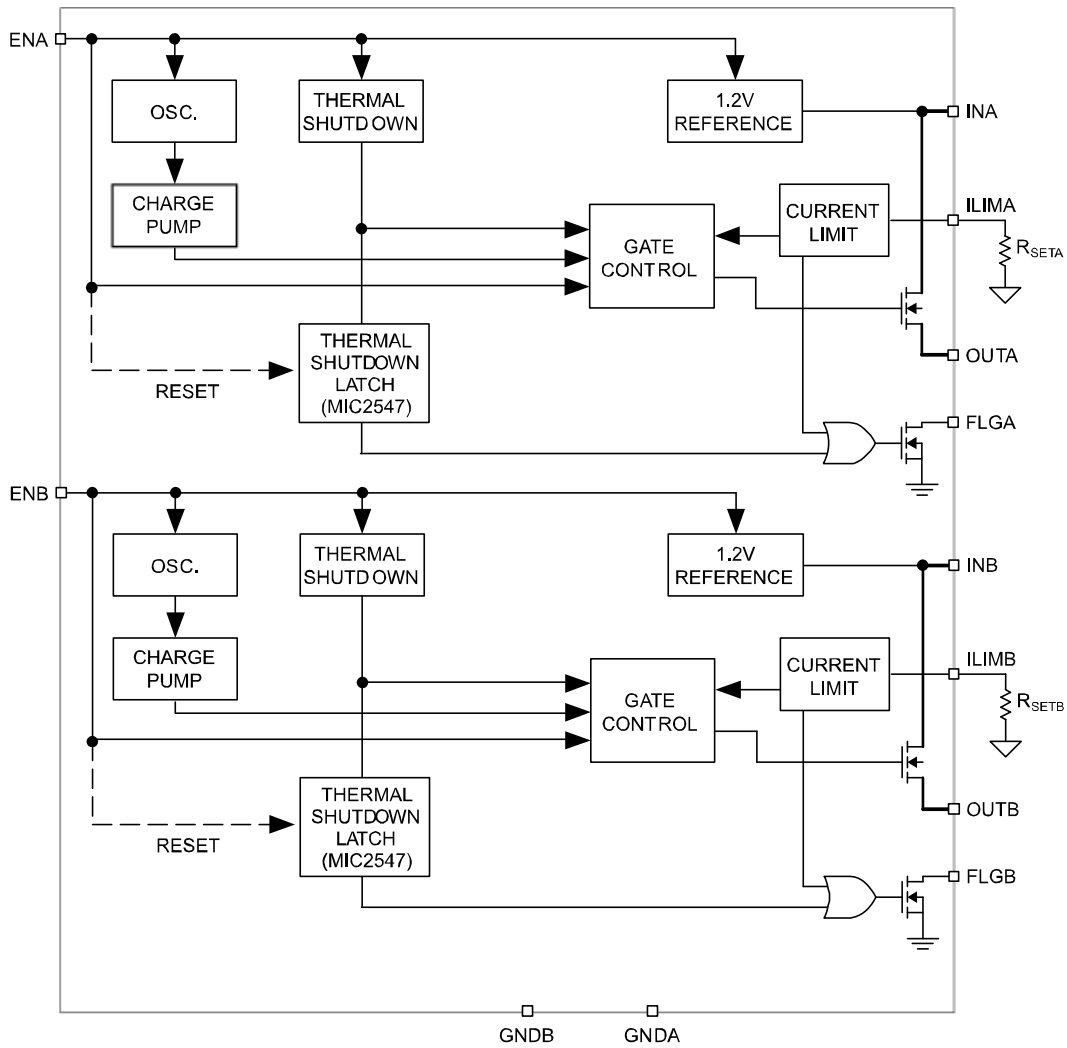 ENA
OSC.
THERMAL
SHUTDOWN
1.2V
REFERENCE
INA
CHARGE
PUMP
GATE
CONTROL
CURRENT
LIMIT
ILIMA
RSETA
THERMAL
SHUTDOWN
LATCH
(MIC2547)
RESET
OUTA
FLGA
ENB
OSC.
THERMAL
SHUTDOWN
1.2V
REFERENCE
INB
CHARGE
PUMP
GATE
CONTROL
CURRENT
LIMIT
ILIMB
RSETB
THERMAL
SHUTDOWN
LATCH
(MIC2547)
RESET
OUTB
FLGB
GNDB
GNDA